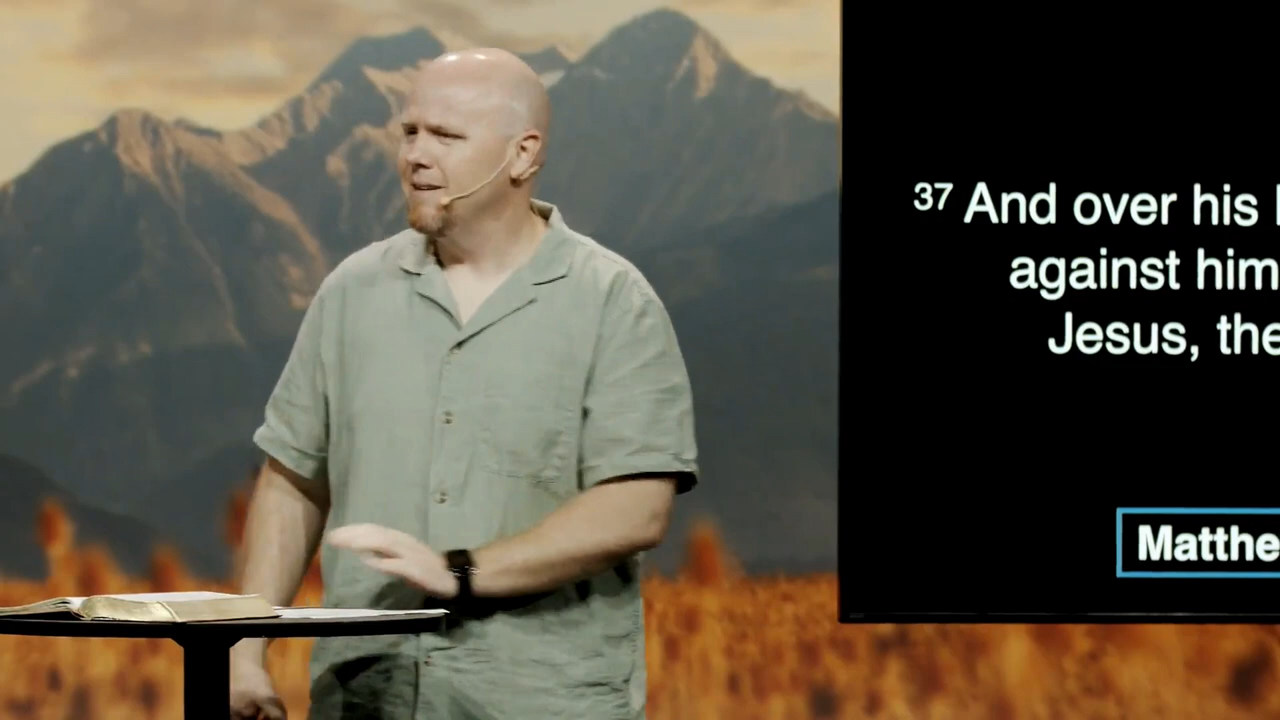 37 And over his
against him
Jesus, the
Matthe